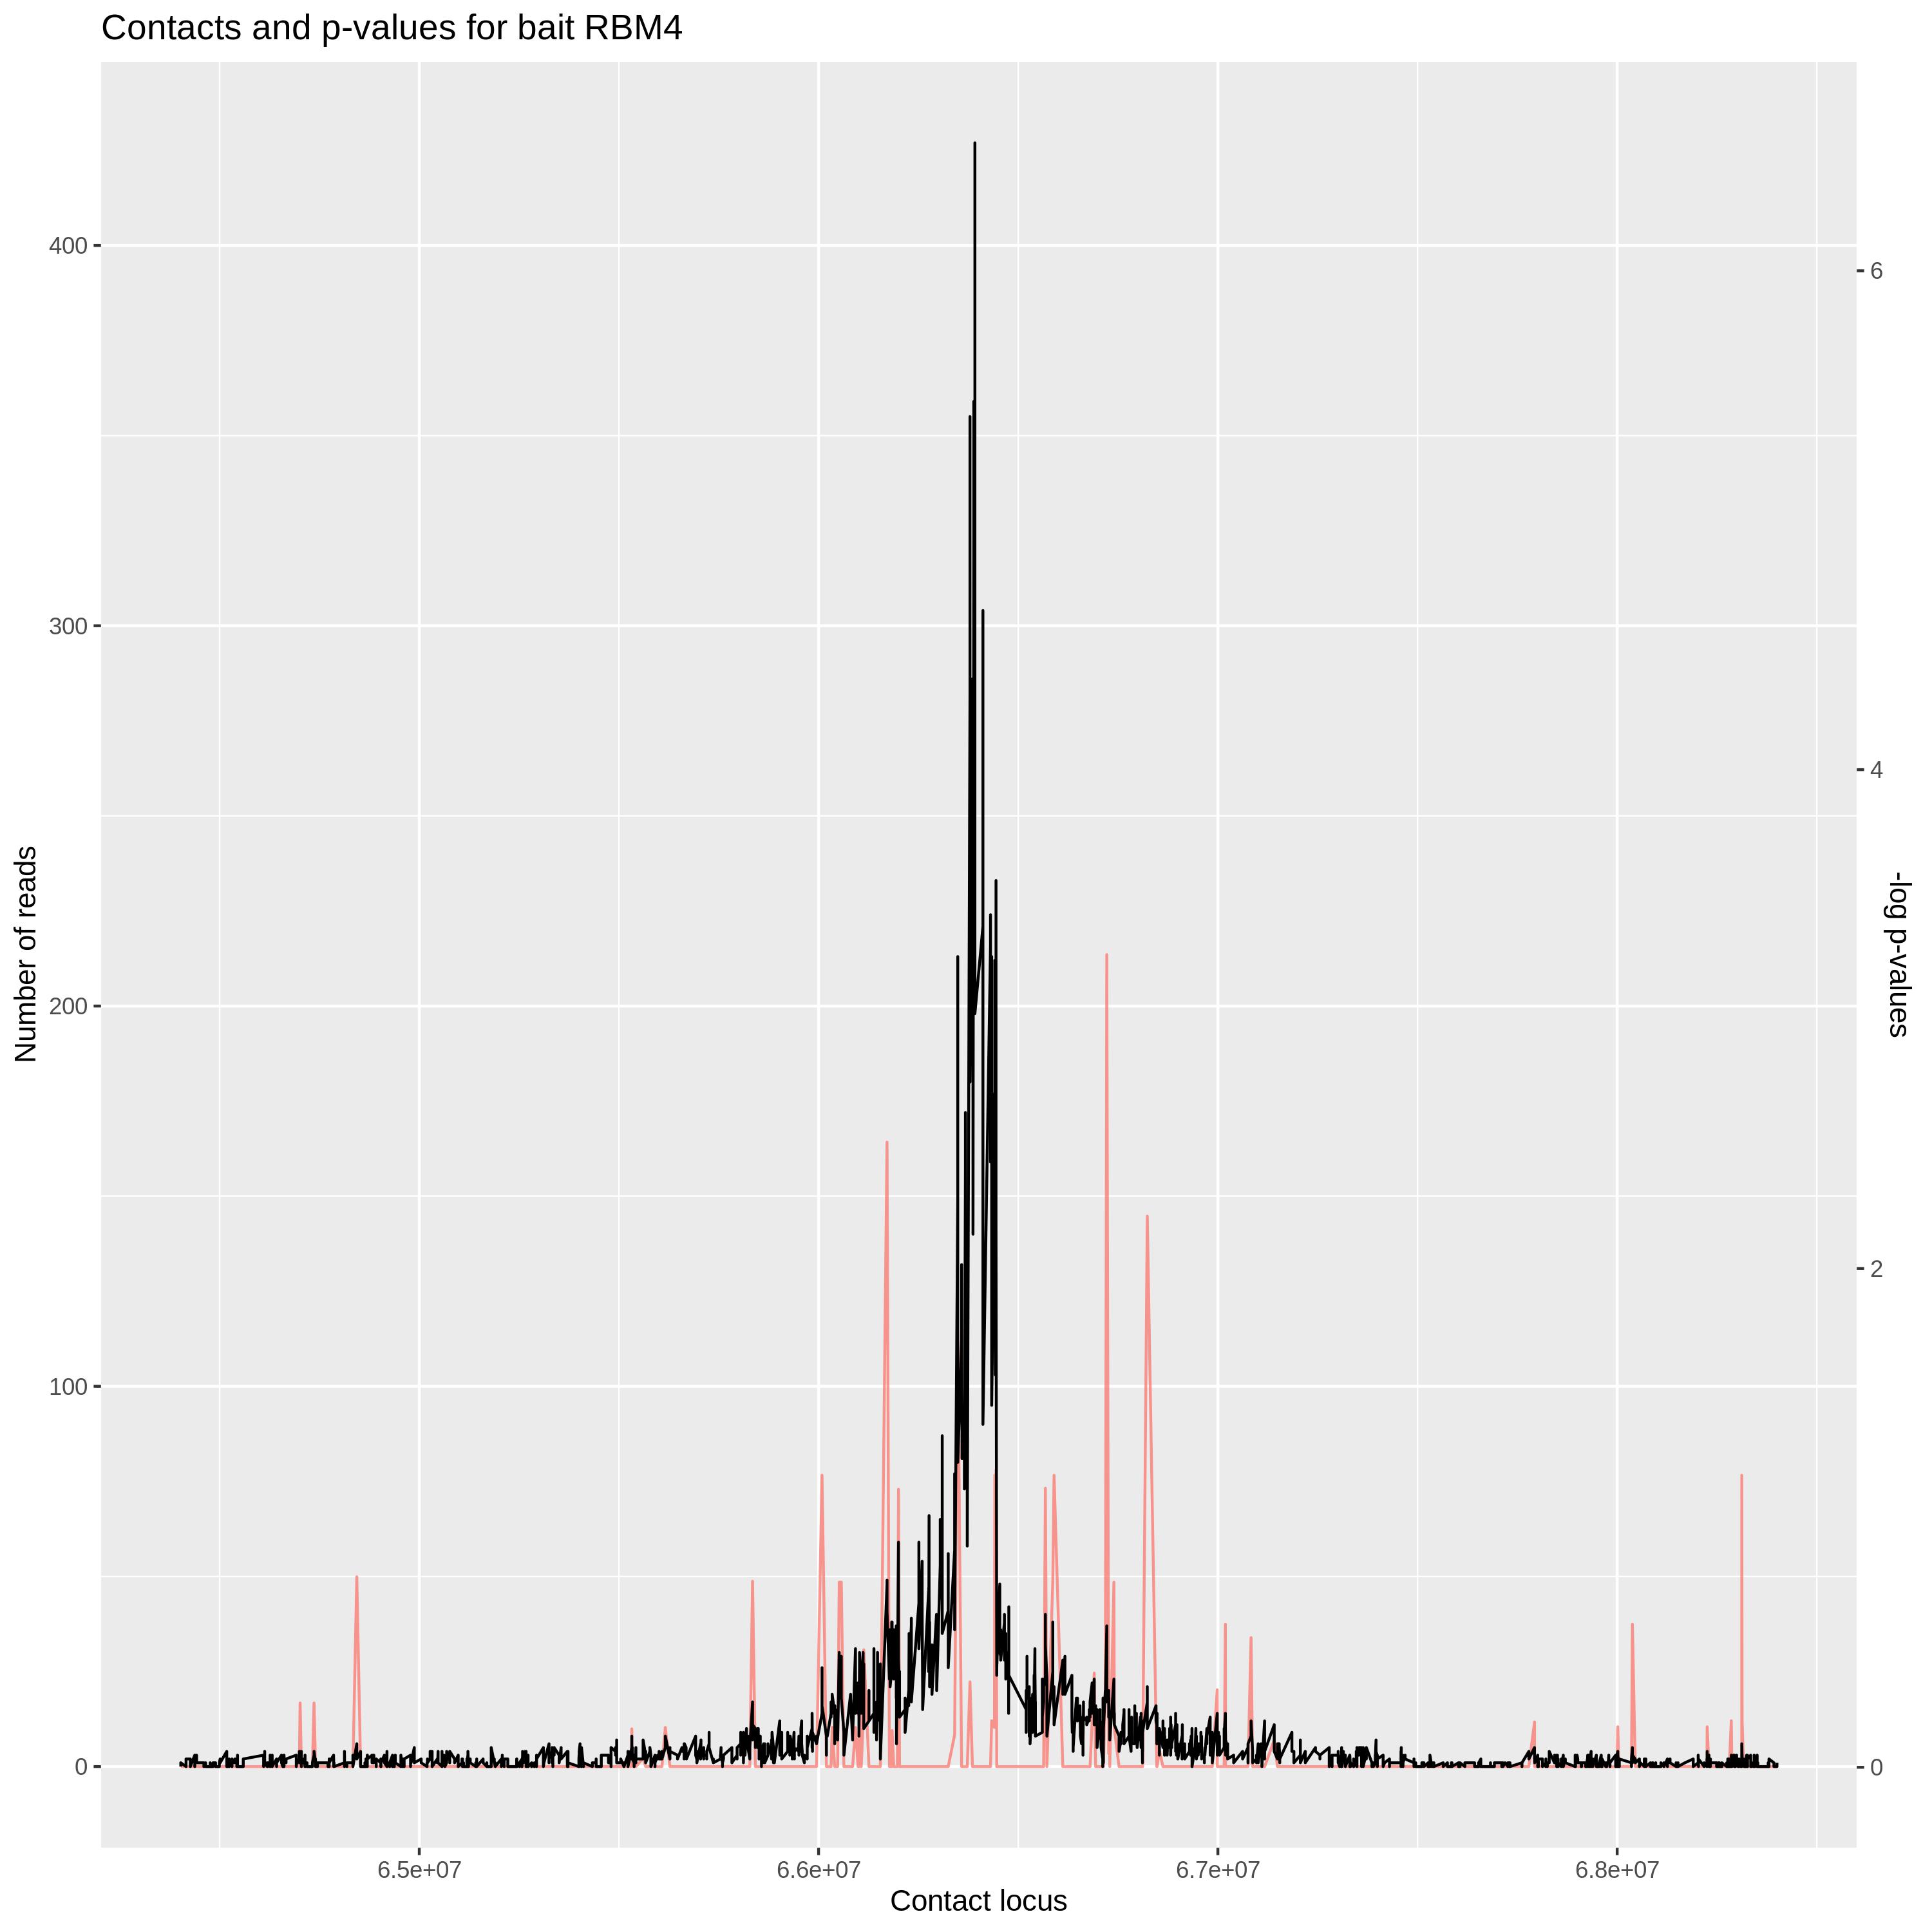 Contacts and p-values for bait RBM4
400
300
200
100
0
Number of reads
6
4
2
0
-log p-values
6.5e+07
6.6e+07
6.7e+07
6.8e+07
Contact locus